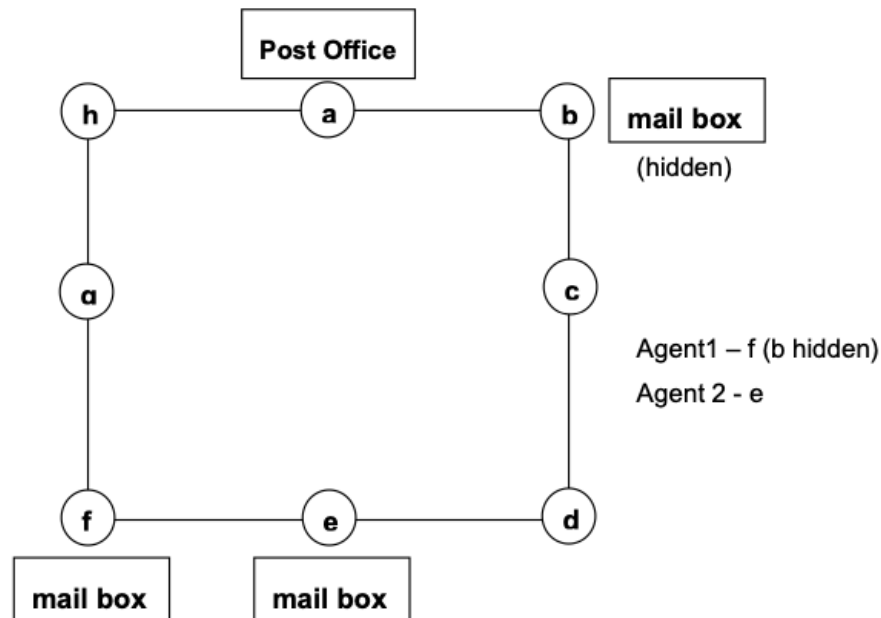 Post Office
h
a
b
mail box
(hidden)
g
c
Agent1 – f (b hidden)
Agent 2 - e
f
e
d
mail box
mail box